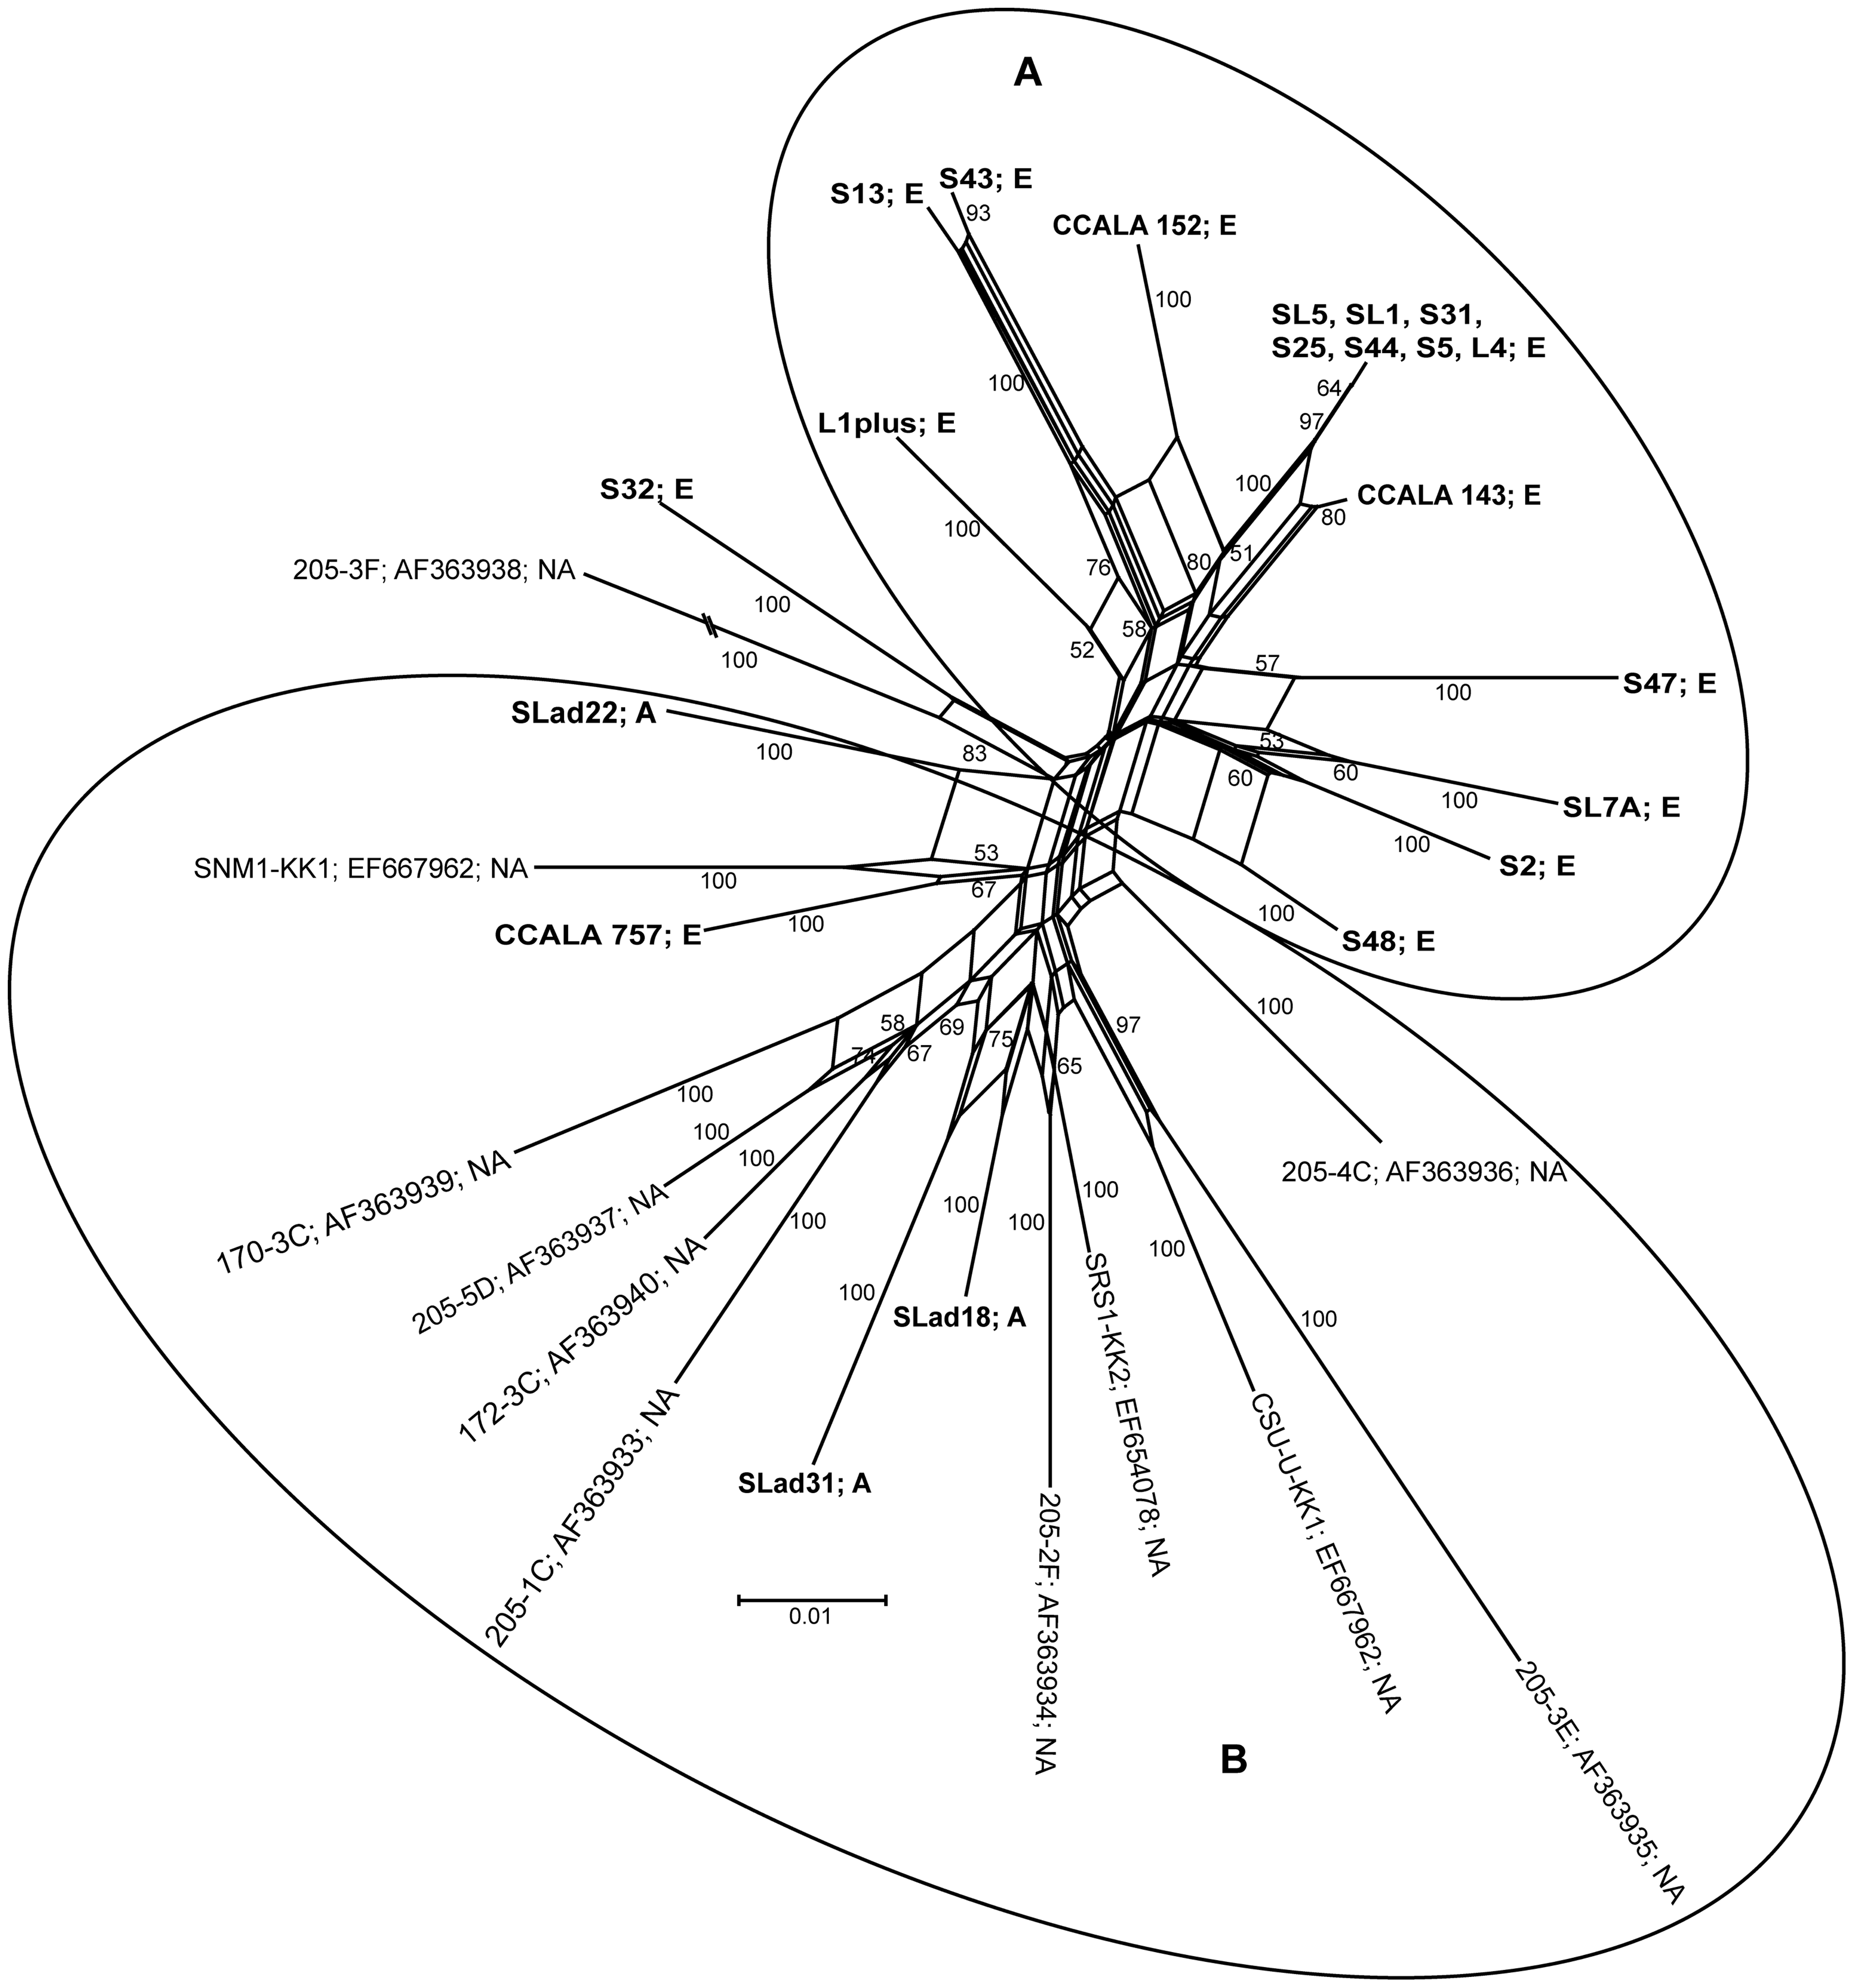 A
S43; E
S13; E
93
CCALA 152; E
100
SL5, SL1, S31,
S25, S44, S5, L4; E
64
100
97
L1plus; E
100
CCALA 143; E
S32; E
80
100
80
51
76
205-3F; AF363938; NA
100
58
52
100
57
S47; E
100
SLad22; A
53
100
83
60
60
100
SL7A; E
100
S2; E
53
SNM1-KK1; EF667962; NA
100
67
100
CCALA 757; E
100
S48; E
100
58
69
97
75
74
67
65
100
100
100
205-4C; AF363936; NA
170-3C; AF363939; NA
205-5D; AF363937; NA
172-3C; AF363940; NA
100
100
100
100
100
100
SLad18; A
100
SRS1-KK2; EF654078; NA
205-1C; AF363933; NA
SLad31; A
205-2F; AF363934; NA
CSU-U-KK1; EF667962; NA
0.01
205-3E; AF363935; NA
B